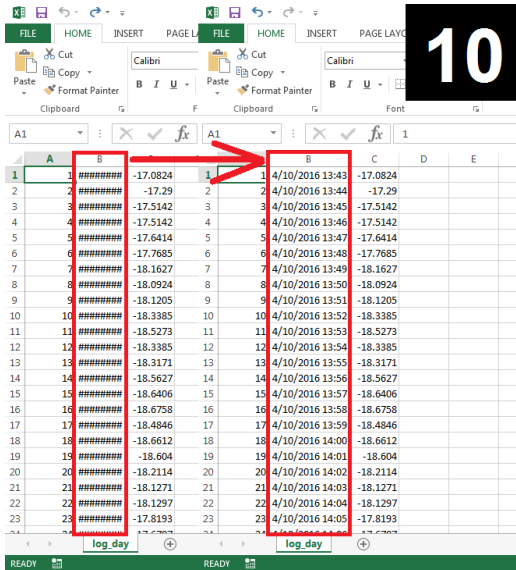 10
FILE HOME INSERT PAGE LA FILE HOME INSERT PAGE LAYO
Cut Calibri Cut Calibri
Copy Copy
Paste Format Painter B I U Paste Format Painter B I U
Clipboard F Clipboard Font
A1 fx A1 fx 1
A B A B C D E
1 1 ######## -17.0824 1 1 4/10/2016 13:43 -17.0824
2 2 ######## -17.29 2 2 4/10/2016 13:44 -17.29
3 3 ######## -17.5142 3 3 4/10/2016 13:45 -17.5142
4 4 ######## -17.5142 4 4 4/10/2016 13:46 -17.5142
5 5 ######## -17.6414 5 5 4/10/2016 13:47 -17.6414
6 6 ######## -17.7685 6 6 4/10/2016 13:48 -17.7685
7 7 ######## -18.1627 7 7 4/10/2016 13:49 -18.1627
8 8 ######## -18.0924 8 8 4/10/2016 13:50 -18.0924
9 9 ######## -18.1205 9 9 4/10/2016 13:51 -18.1205
10 10 ######## -18.3385 10 10 4/10/2016 13:52 -18.3385
11 11 ######## -18.5273 11 11 4/10/2016 13:53 -18.5273
12 12 ######## -18.3385 12 12 4/10/2016 13:54 -18.3385
13 13 ######## -18.3171 13 13 4/10/2016 13:55 -18.3171
14 14 ######## -18.5627 14 14 4/10/2016 13:56 -18.5627
15 15 ######## -18.6406 15 15 4/10/2016 13:57 -18.6406
16 16 ######## -18.6758 16 16 4/10/2016 13:58 -18.6758
17 17 ######## -18.4846 17 17 4/10/2016 13:59 -18.4846
18 18 ######## -18.6612 18 18 4/10/2016 14:00 -18.6612
19 19 ######## -18.604 19 19 4/10/2016 14:01 -18.604
20 20 ######## -18.2114 20 20 4/10/2016 14:02 -18.2114
21 21 ######## -18.1271 21 21 4/10/2016 14:03 -18.1271
22 22 ######## -18.1297 22 22 4/10/2016 14:04 -18.1297
23 23 ######## -17.8193 23 23 4/10/2016 14:05 -17.8193
log_day log_day
READY READY